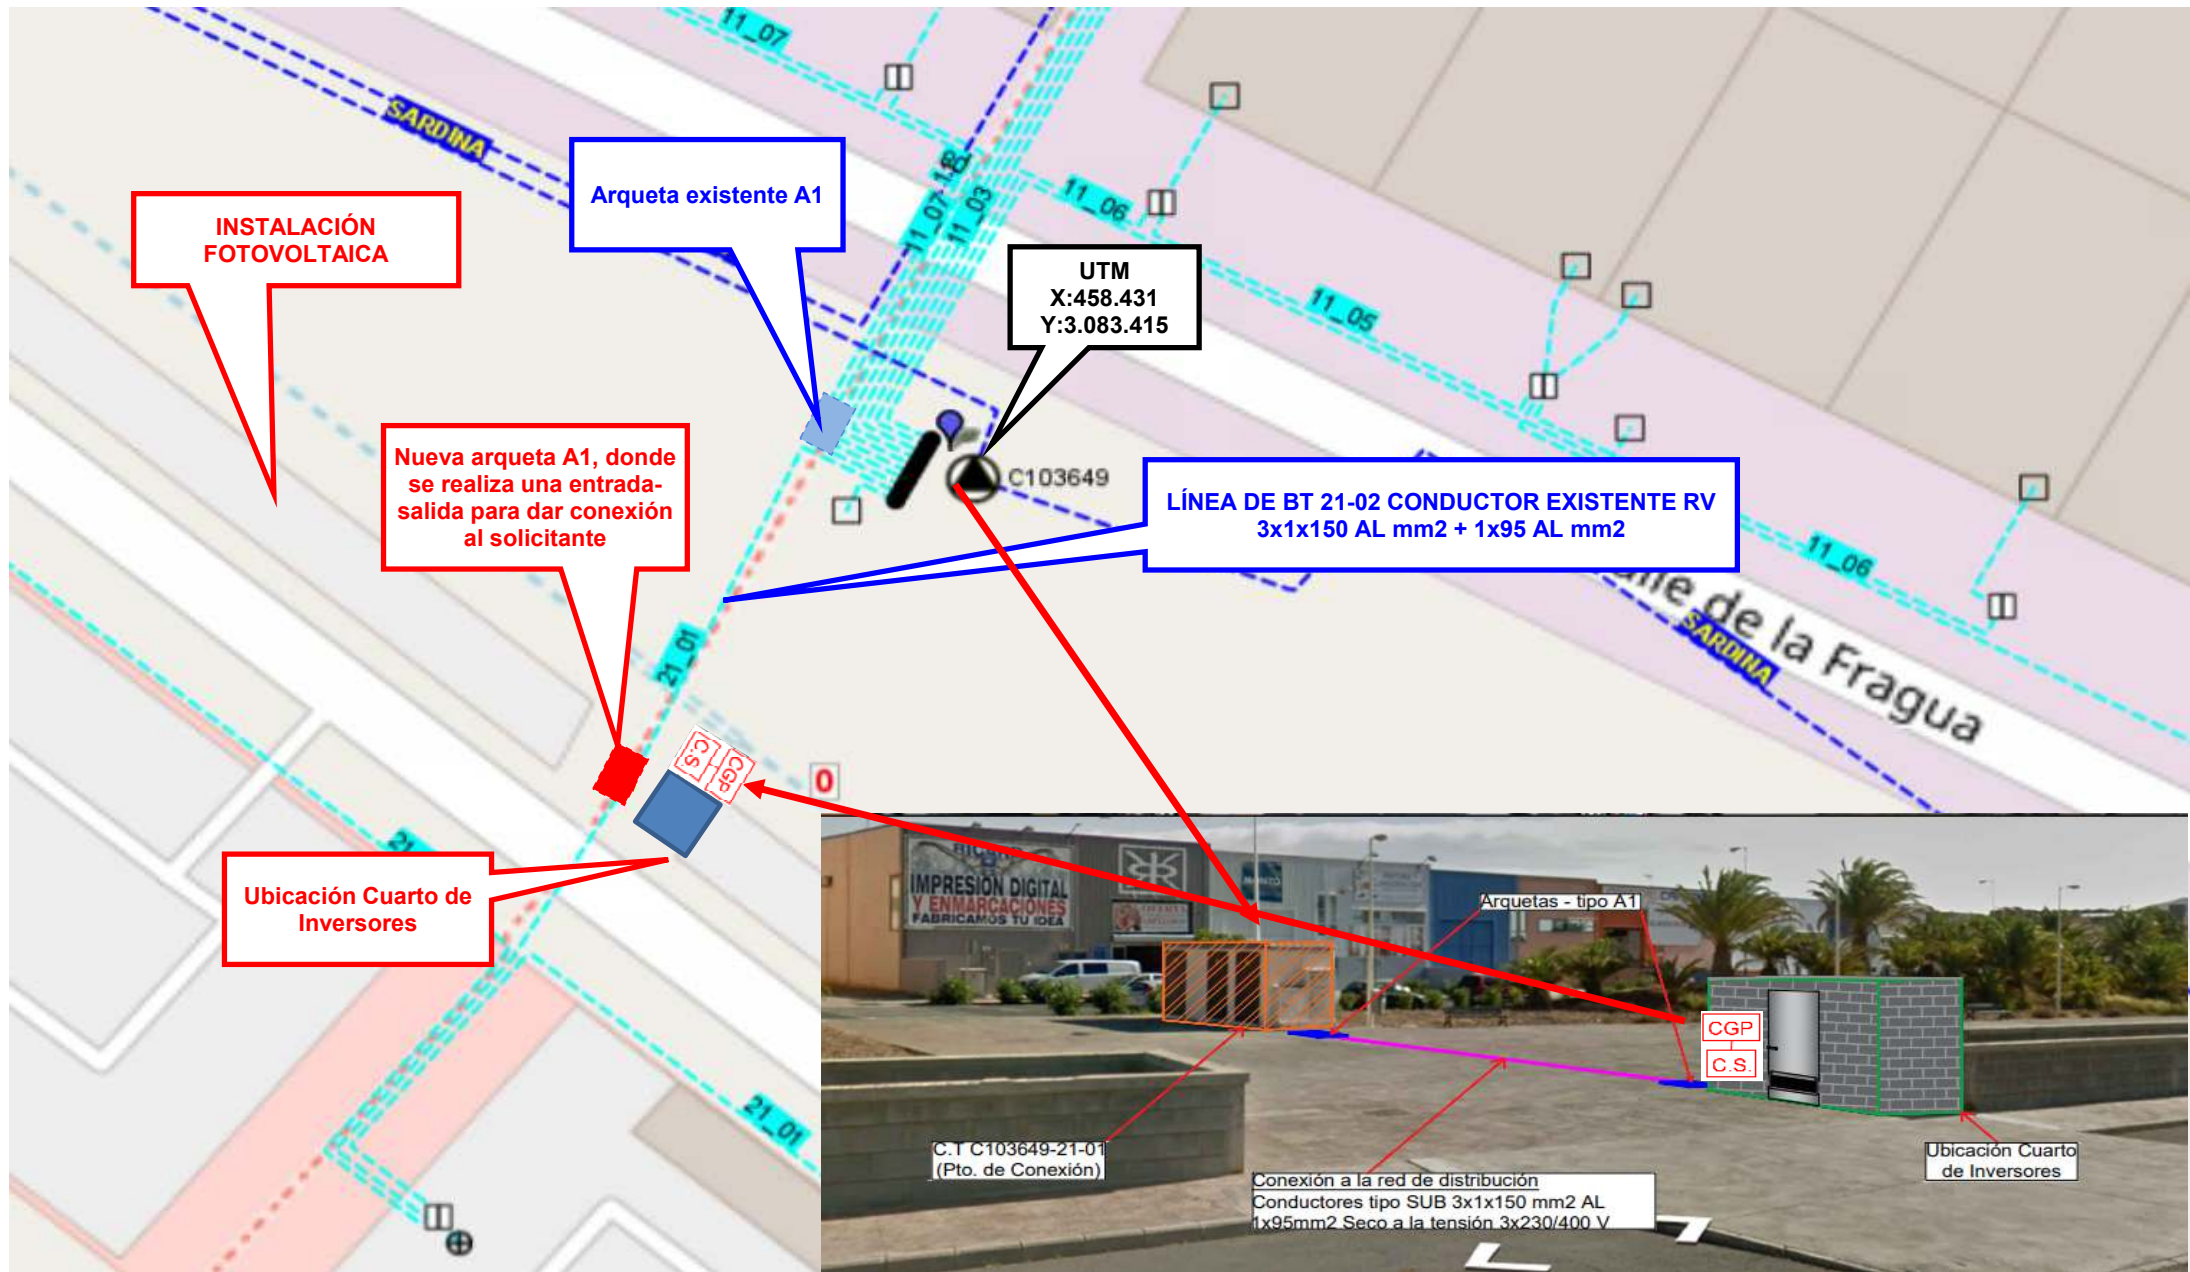 11_07
SARDINA
Arqueta existente A1
INSTALACIÓN
FOTOVOLTAICA
11_07
11_03
11_06
UTM
X:458.431
Y:3.083.415
11_05
Nueva arqueta A1, donde
se realiza una entrada-
salida para dar conexión
al solicitante
C103649
LÍNEA DE BT 21-02 CONDUCTOR EXISTENTE RV
3x1x150 AL mm2 + 1x95 AL mm2
11_06
de la Fragua
SARDINA
21_01
C.S.
CGP
0
21
Ubicación Cuarto de
Inversores
21_01
IMPRESIÓN DIGITAL
Y ENMARCACIONES
FABRICAMOS TU IDEA
Arquetas - tipo A1
CGP
C.S.
C.T C103649-21-01
(Pto. de Conexión)
Conexión a la red de distribución
Conductores tipo SUB 3x1x150 mm2 AL
1x95mm2 Seco a la tensión 3x230/400 V
Ubicación Cuarto
de Inversores